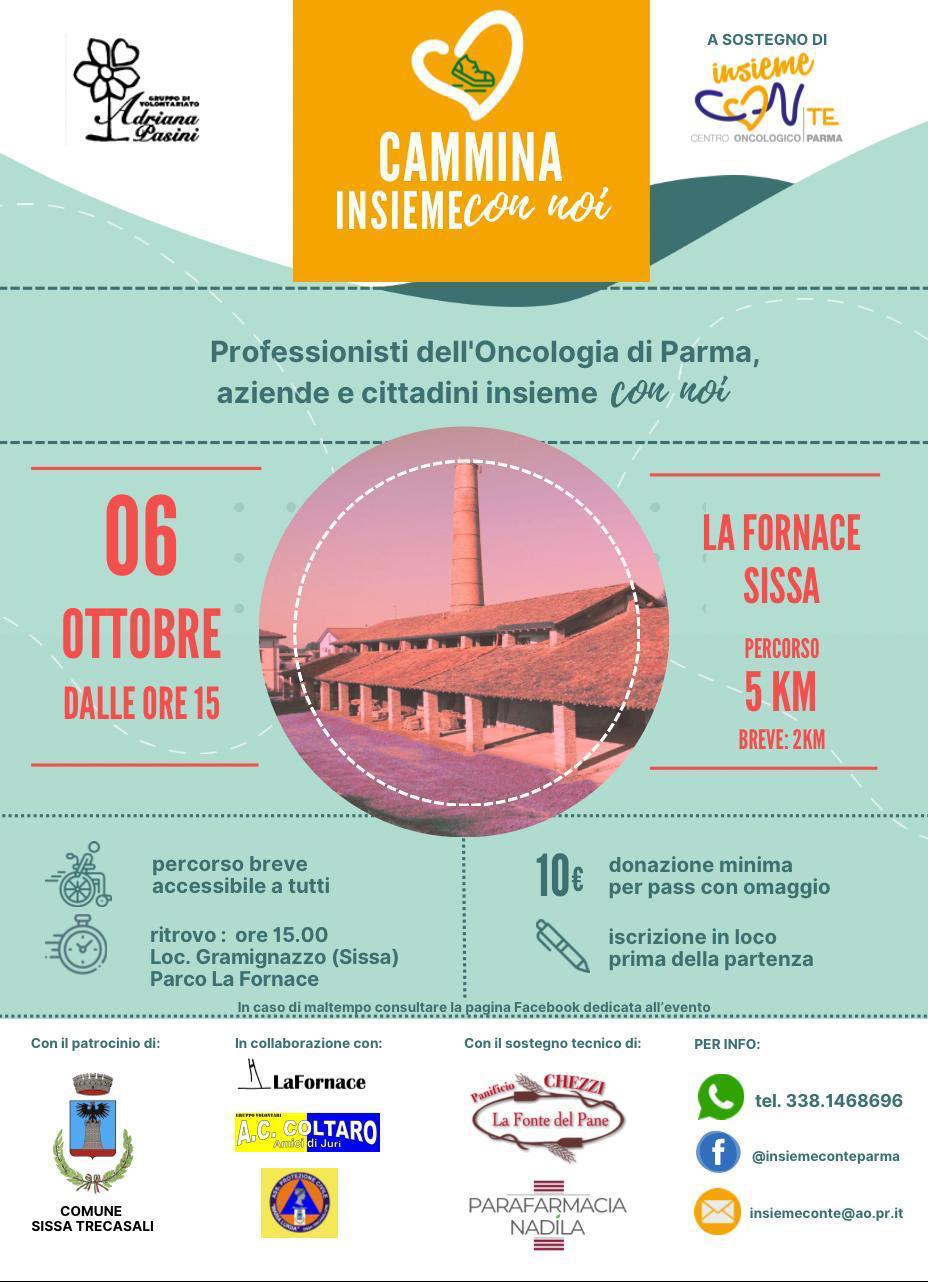 GRUPPO DI
VOLONTARIATO
Adriana
Pasini
CAMMINA
INSIEME con noi
A SOSTEGNO DI
insieme
CON TE
CENTRO ONCOLOGICO PARMA
Professionisti dell'Oncologia di Parma,
aziende e cittadini insieme con noi
06
OTTOBRE
DALLE ORE 15
LA FORNACE
SISSA
PERCORSO
5 KM
BREVE: 2KM
percorso breve
accessibile a tutti
ritrovo : ore 15.00
Loc. Gramignazzo (Sissa)
Parco La Fornace
10€
donazione minima
per pass con omaggio
iscrizione in loco
prima della partenza
In caso di maltempo consultare la pagina Facebook dedicata all'evento
Con il patrocinio di:
COMUNE
SISSA TRECASALI
In collaborazione con:
LaFornace
GRUPPO VOLONTARI
A.C. COLTARO
Amici di Juri
PROTEZIONE CIVILE
Con il sostegno tecnico di:
Panificio CHEZZI
La Fonte del Pane
PARAFARMACIA
NADÍLA
PER INFO:
tel. 338.1468696
@insiemeconteparma
insiemeconte@ao.pr.it